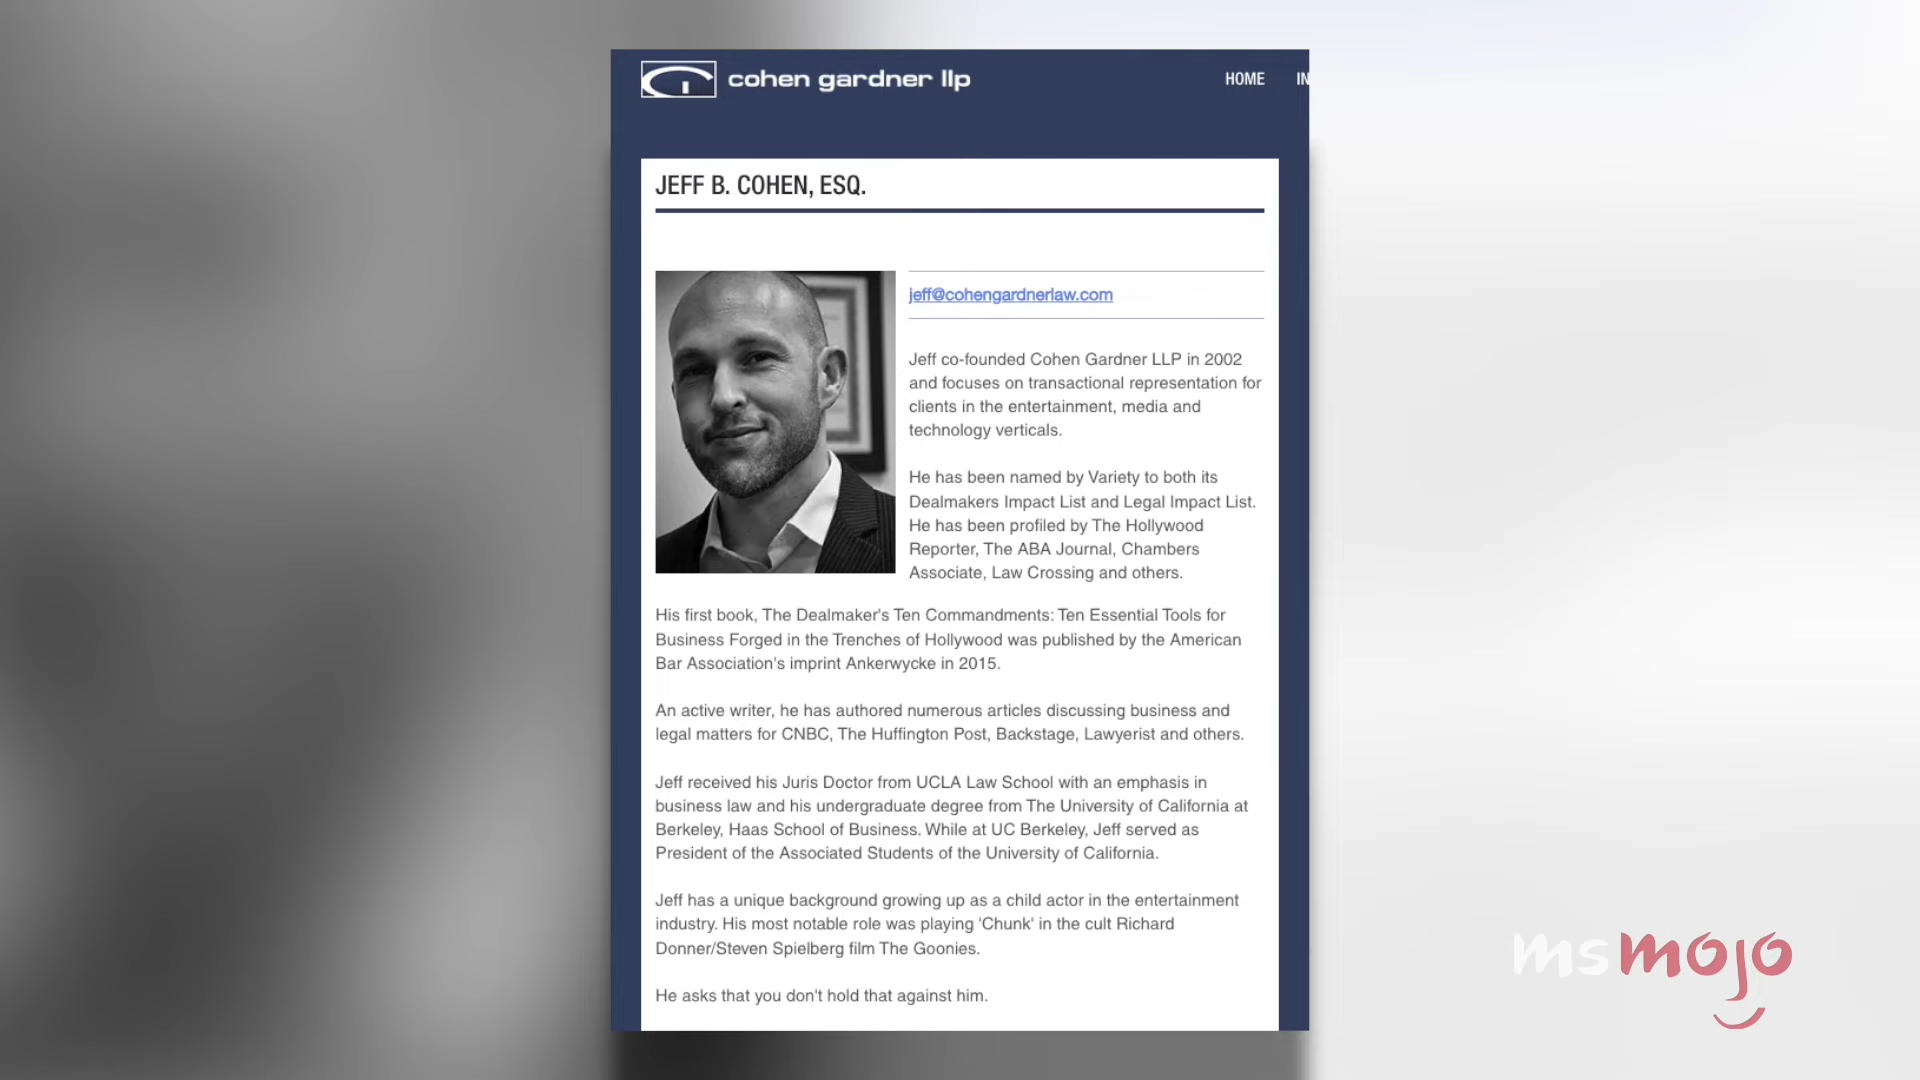 cohen gardner llp
HOME
IN
JEFF B. COHEN, ESQ.
jeff@cohengardnerlaw.com
Jeff co-founded Cohen Gardner LLP in 2002
and focuses on transactional representation for
clients in the entertainment, media and
technology verticals.
He has been named by Variety to both its
Dealmakers Impact List and Legal Impact List.
He has been profiled by The Hollywood
Reporter, The ABA Journal, Chambers
Associate, Law Crossing and others.
His first book, The Dealmaker's Ten Commandments: Ten Essential Tools for
Business Forged in the Trenches of Hollywood was published by the American
Bar Association's imprint Ankerwycke in 2015.
An active writer, he has authored numerous articles discussing business and
legal matters for CNBC, The Huffington Post, Backstage, Lawyerist and others.
Jeff received his Juris Doctor from UCLA Law School with an emphasis in
business law and his undergraduate degree from The University of California at
Berkeley, Haas School of Business. While at UC Berkeley, Jeff served as
President of the Associated Students of the University of California.
Jeff has a unique background growing up as a child actor in the entertainment
industry. His most notable role was playing 'Chunk' in the cult Richard
Donner/Steven Spielberg film The Goonies.
He asks that you don't hold that against him.
msmojo